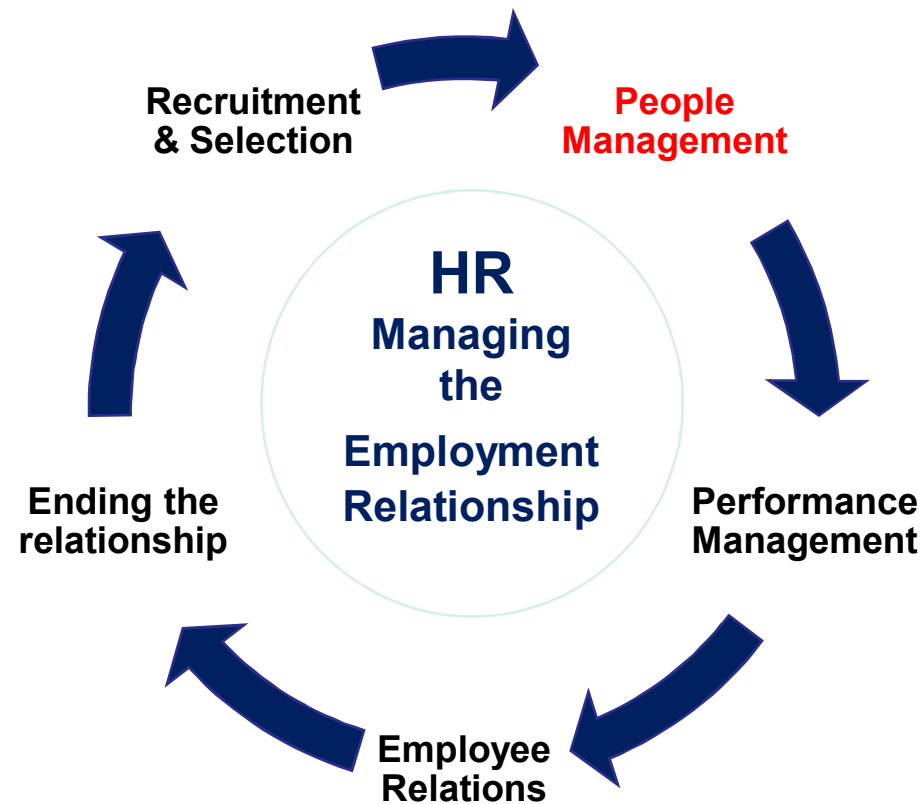 Recruitment
& Selection
People
Management
HR
Managing
the
Employment
Relationship
Ending the
relationship
Performance
Management
Employee
Relations